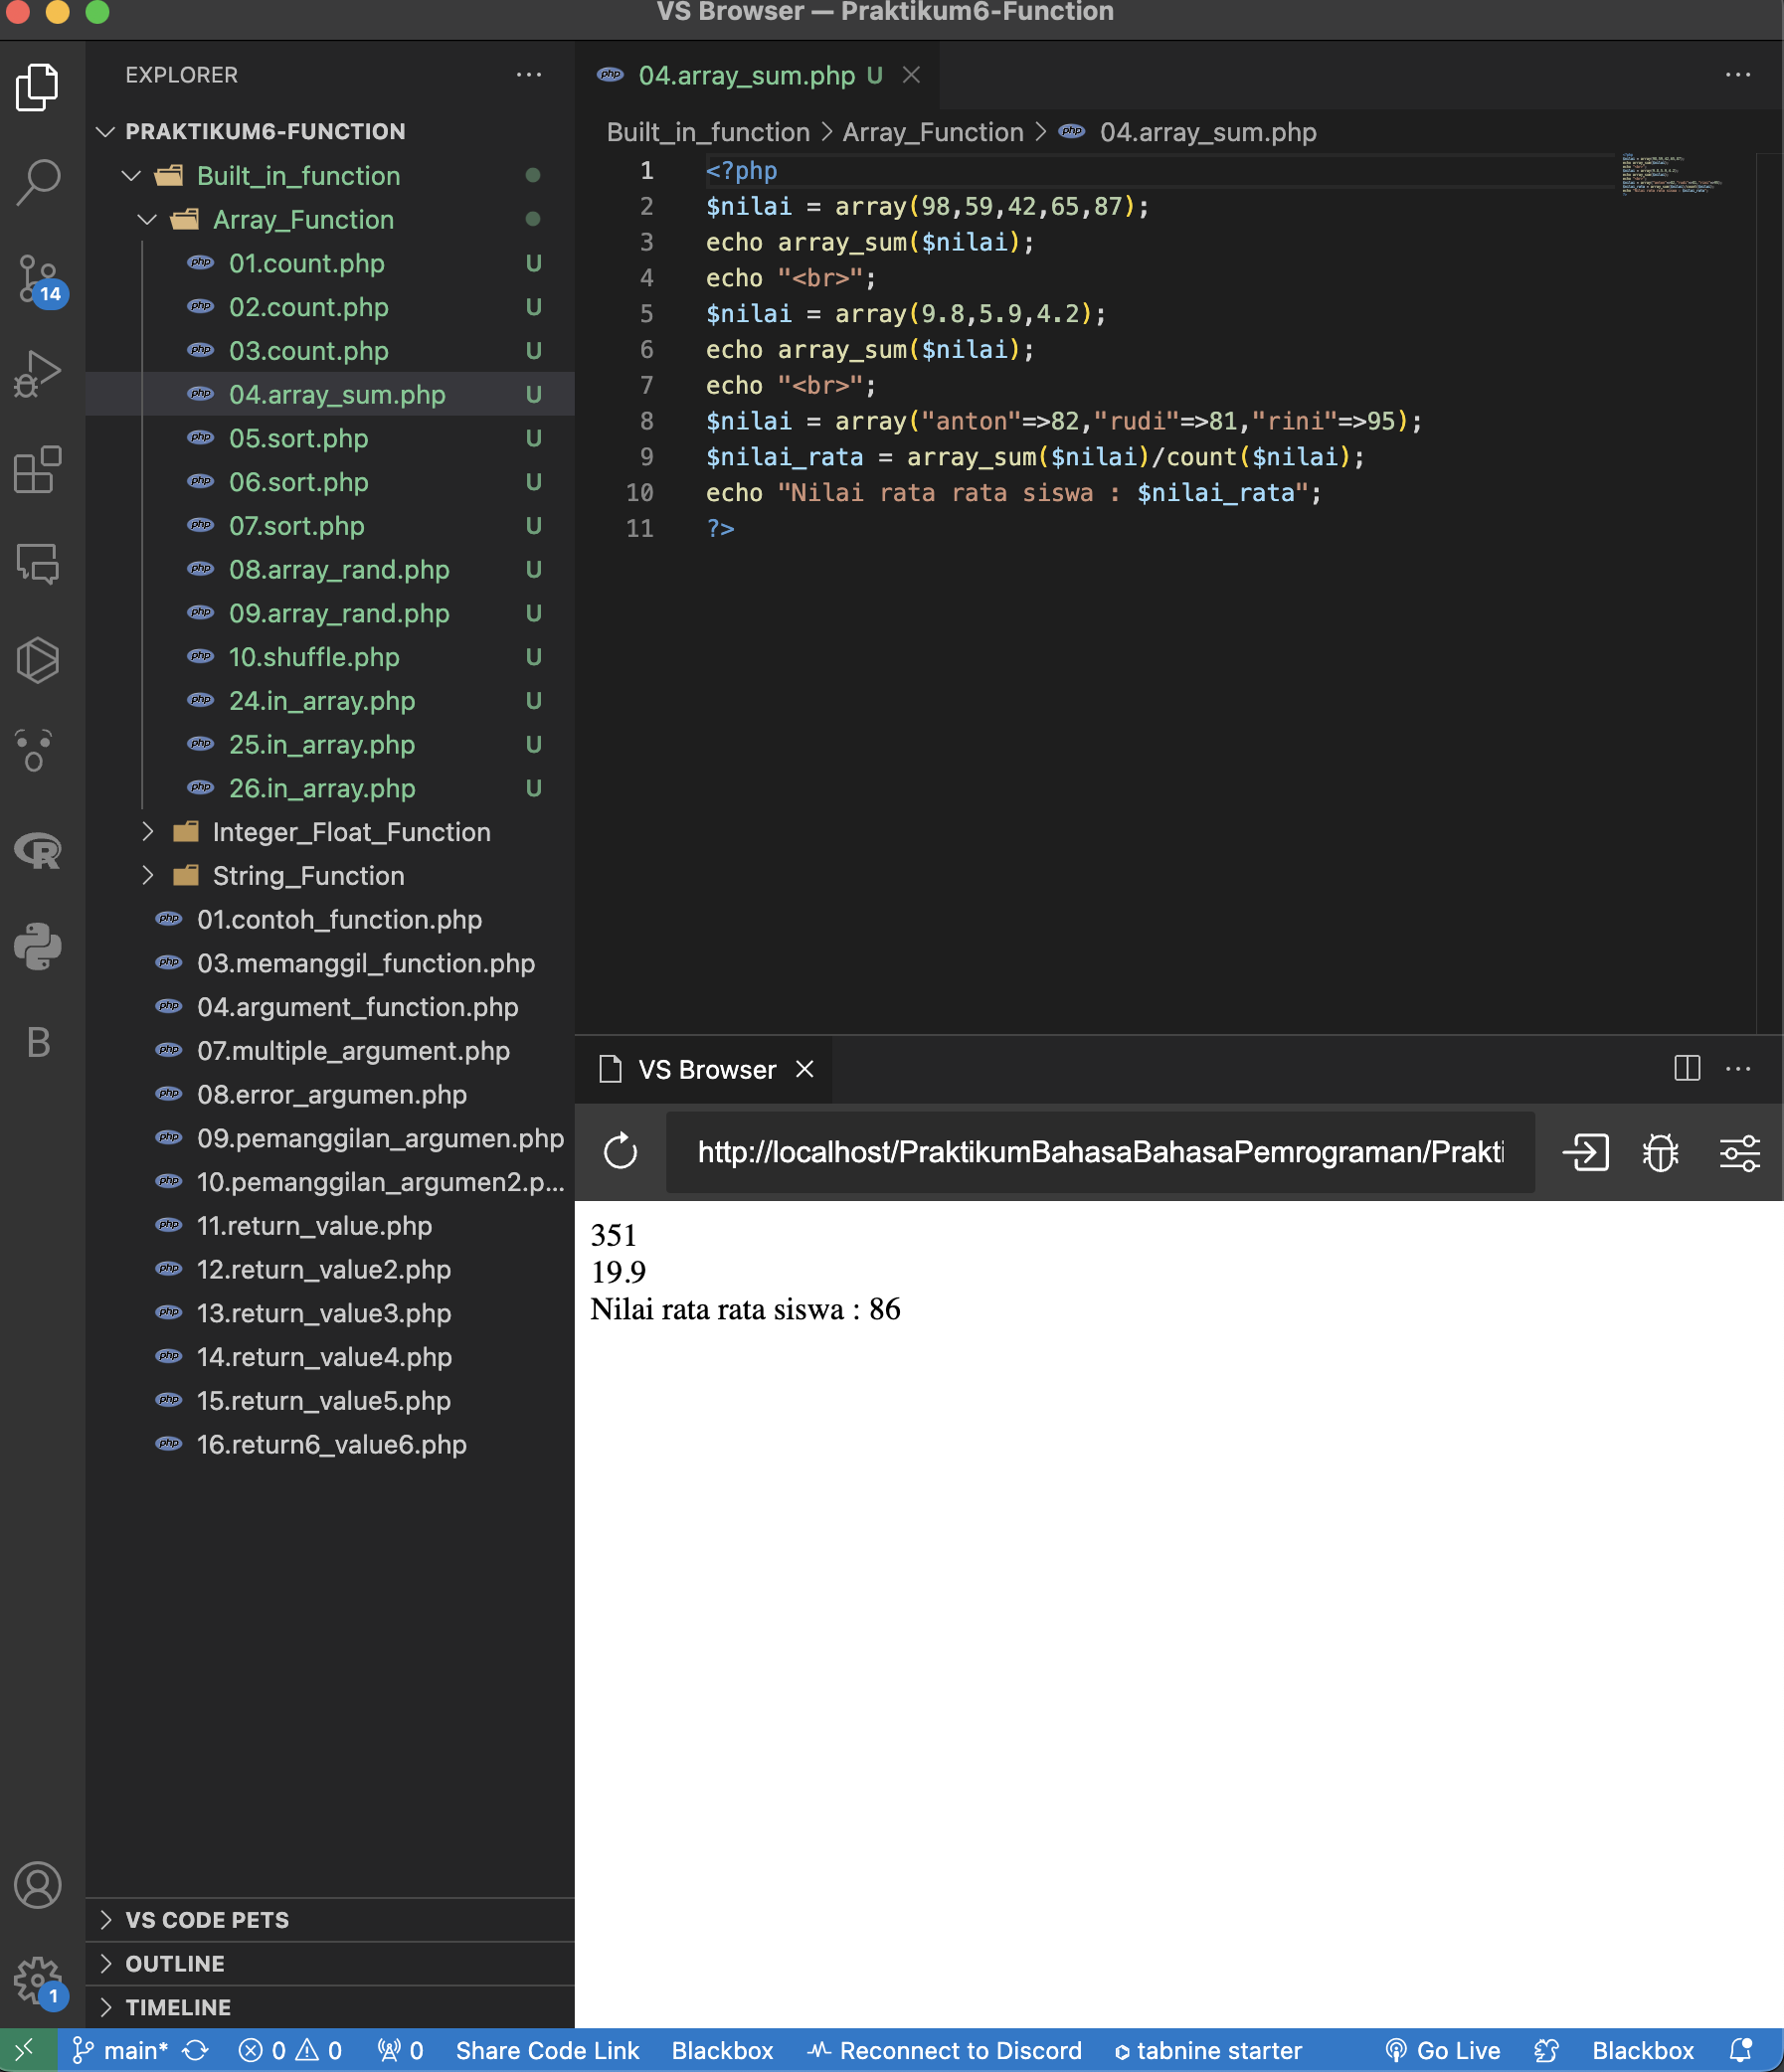 VS Browser — Praktikum6-Function
EXPLORER
PRAKTIKUM6-FUNCTION
Built_in_function
Array_Function
01.count.php U
02.count.php U
03.count.php U
04.array_sum.php U
05.sort.php U
06.sort.php U
07.sort.php U
08.array_rand.php U
09.array_rand.php U
10.shuffle.php U
24.in_array.php U
25.in_array.php U
26.in_array.php U
Integer_Float_Function
String_Function
01.contoh_function.php
03.memanggil_function.php
04.argument_function.php
07.multiple_argument.php
08.error_argumen.php
09.pemanggilan_argumen.php
10.pemanggilan_argumen2.p...
11.return_value.php
12.return_value2.php
13.return_value3.php
14.return_value4.php
15.return_value5.php
16.return6_value6.php
VS CODE PETS
OUTLINE
TIMELINE
14
B
1
04.array_sum.php U
Built_in_function > Array_Function > 04.array_sum.php
1 <?php
2 $nilai = array(98,59,42,65,87);
3 echo array_sum($nilai);
4 echo "<br>";
5 $nilai = array(9.8,5.9,4.2);
6 echo array_sum($nilai);
7 echo "<br>";
8 $nilai = array("anton"=>82,"rudi"=>81,"rini"=>95);
9 $nilai_rata = array_sum($nilai)/count($nilai);
10 echo "Nilai rata rata siswa : $nilai_rata";
11 ?>
VS Browser
http://localhost/PraktikumBahasaBahasaPemrograman/Prakti
351
19.9
Nilai rata rata siswa : 86
main* 0 0 0 Share Code Link Blackbox Reconnect to Discord tabnine starter Go Live Blackbox